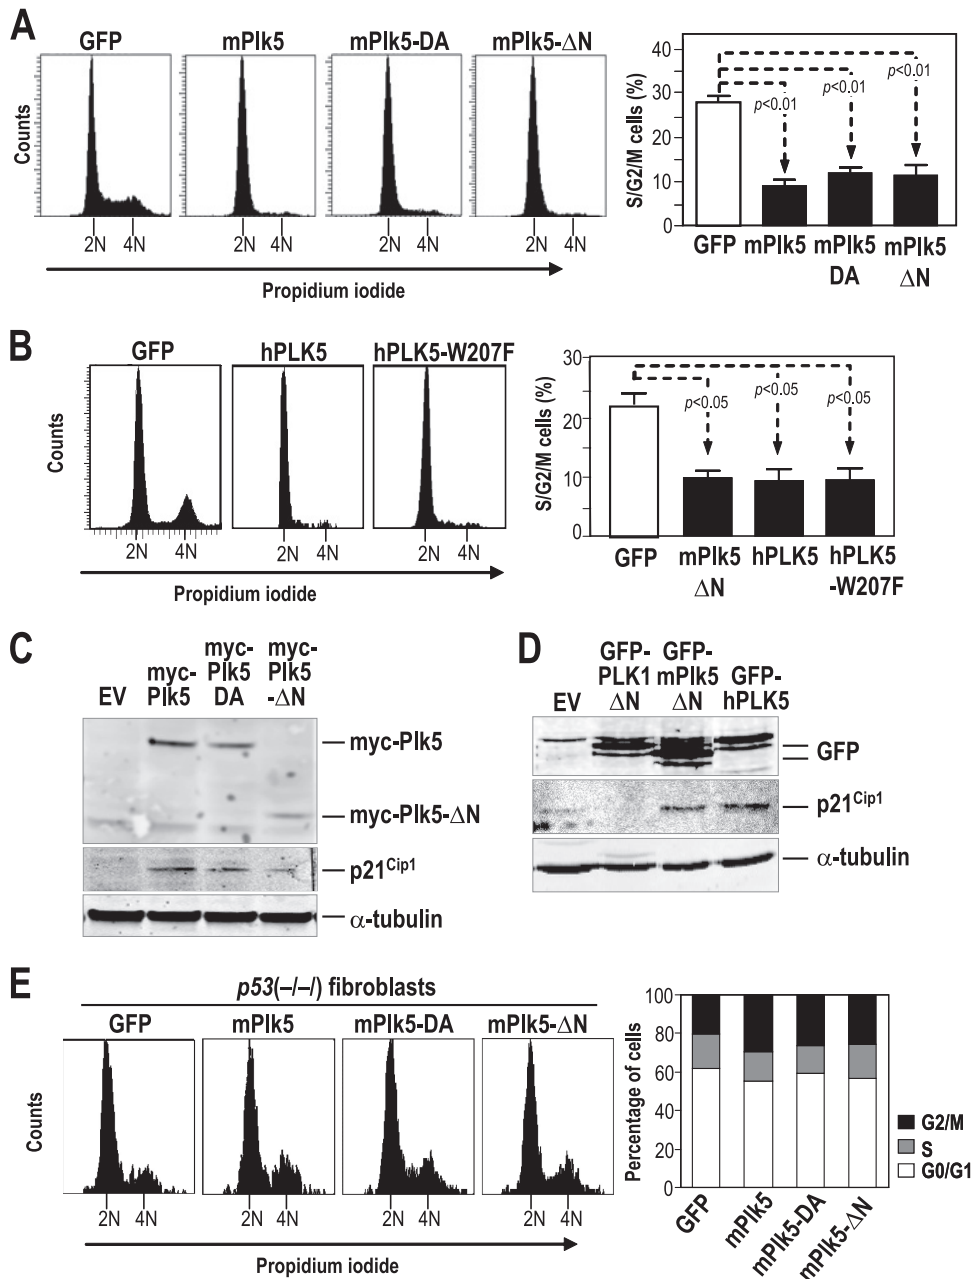 A
GFP
mPlk5
mPlk5-DA
mPlk5-ΔN
Counts
2N 4N 2N 4N 2N 4N 2N 4N
Propidium iodide
S/G2/M cells (%)
40
30
20
10
0
p<0.01
p<0.01
p<0.01
GFP mPlk5 mPlk5 mPlk5
DA ΔN
B
GFP
hPLK5
hPLK5-W207F
Counts
2N 4N 2N 4N 2N 4N
Propidium iodide
S/G2/M cells (%)
30
20
10
0
p<0.05
p<0.05
p<0.05
GFP mPlk5 hPLK5 hPLK5
ΔN -W207F
C
EV
myc-
Plk5
myc-
Plk5
DA
myc-
Plk5
-ΔN
myc-Plk5
myc-Plk5-ΔN
p21Cip1
α-tubulin
D
EV
GFP-
PLK1
ΔN
GFP-
mPlk5
ΔN
GFP-
hPLK5
GFP
p21Cip1
α-tubulin
E
p53(–/–) fibroblasts
GFP
mPlk5
mPlk5-DA
mPlk5-ΔN
Counts
2N 4N 2N 4N 2N 4N 2N 4N
Propidium iodide
Percentage of cells
100
80
60
40
20
0
GFP
mPlk5
mPlk5-DA
mPlk5-ΔN
G2/M
S
G0/G1